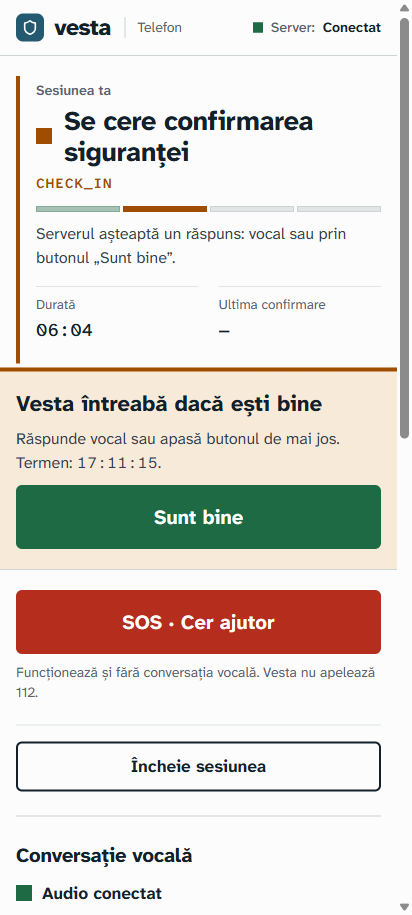 vesta
Telefon
Server: Conectat
Sesiunea ta
Se cere confirmarea
siguranței
CHECK_IN
Serverul așteaptă un răspuns: vocal sau prin
butonul „Sunt bine”.
Durată
Ultima confirmare
06:04
—
Vesta întreabă dacă ești bine
Răspunde vocal sau apasă butonul de mai jos.
Termen: 17:11:15.
Sunt bine
SOS · Cer ajutor
Funcționează și fără conversația vocală. Vesta nu apelează
112.
Încheie sesiunea
Conversație vocală
Audio conectat